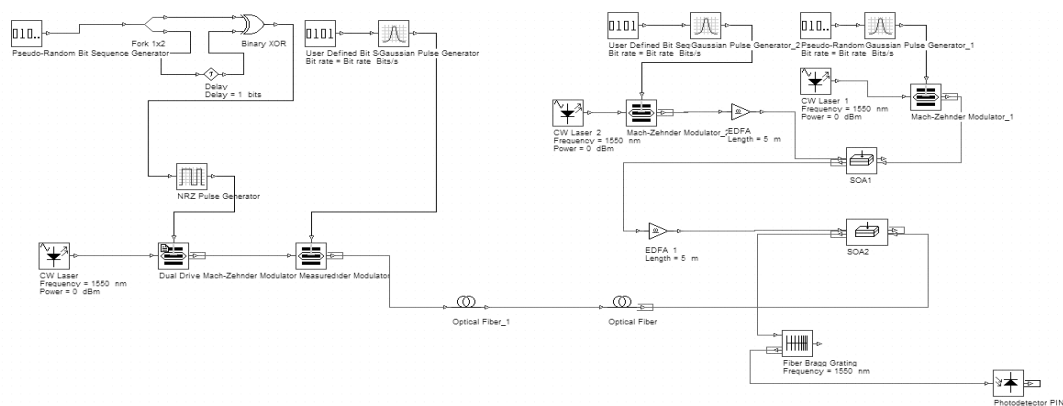 010..
Pseudo-Random Bit Sequence Generator
Fork 1x2
Binary XOR
Delay
Delay = 1 bits
NRZ Pulse Generator
0101
User Defined Bit S
Gaussian Pulse Generator
Bit rate = Bit rate Bits/s
CW Laser
Frequency = 1550 nm
Power = 0 dBm
Dual Drive Mach-Zehnder Modulator Measured
der Modulator
Optical Fiber_1
Optical Fiber
0101
User Defined Bit Seq
Gaussian Pulse Generator_2
Bit rate = Bit rate Bits/s
010..
Pseudo-Random
Gaussian Pulse Generator_1
Bit rate = Bit rate Bits/s
CW Laser 1
Frequency = 1550 nm
Power = 0 dBm
Mach-Zehnder Modulator_1
CW Laser 2
Frequency = 1550 nm
Power = 0 dBm
Mach-Zehnder Modulator_
EDFA
Length = 5 m
SOA1
EDFA 1
Length = 5 m
SOA2
Fiber Bragg Grating
Frequency = 1550 nm
Photodetector PIN